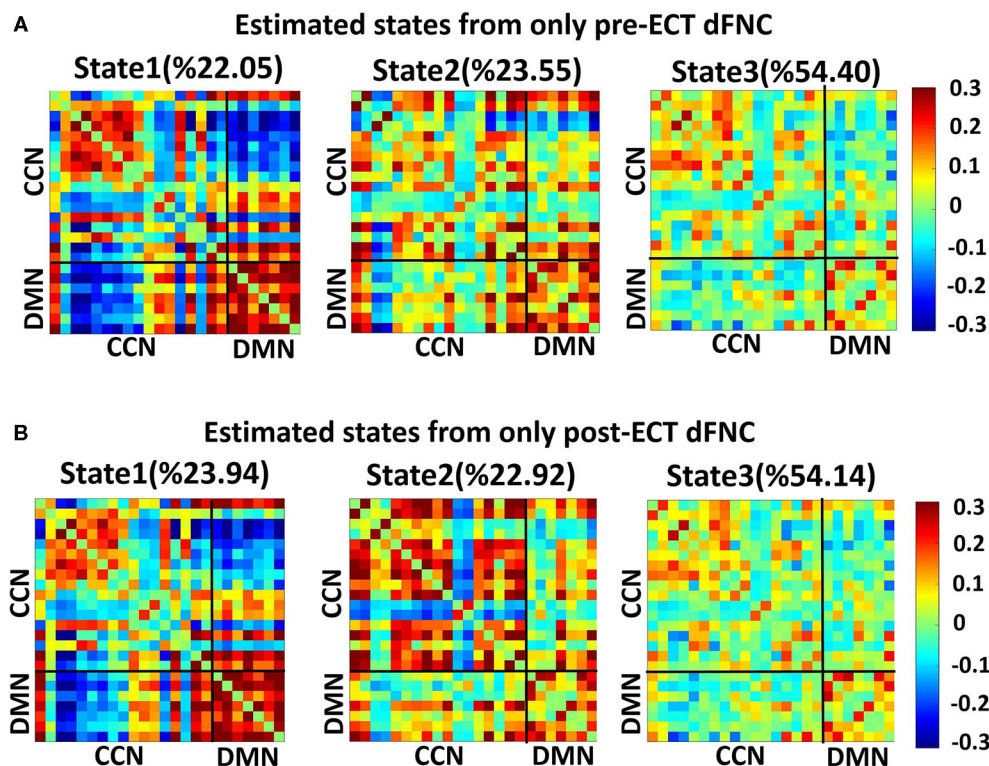 A
Estimated states from only pre-ECT dFNC
State1(%22.05)
State2(%23.55)
State3(%54.40)
CCN
DMN
CCN
DMN
CCN
DMN
CCN DMN
CCN DMN
CCN DMN
0.3
0.2
0.1
0
-0.1
-0.2
-0.3
B
Estimated states from only post-ECT dFNC
State1(%23.94)
State2(%22.92)
State3(%54.14)
CCN
DMN
CCN
DMN
CCN
DMN
CCN DMN
CCN DMN
CCN DMN
0.3
0.2
0.1
0
-0.1
-0.2
-0.3